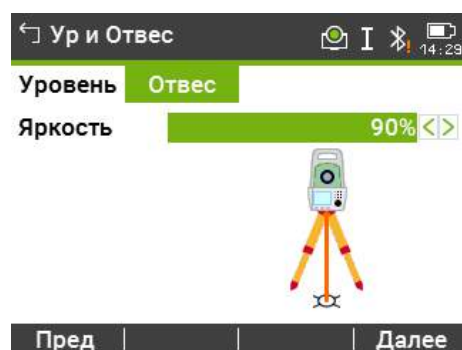 Ур и Отвес I 14:29
Уровень Отвес
Яркость 90%
Пред Далее